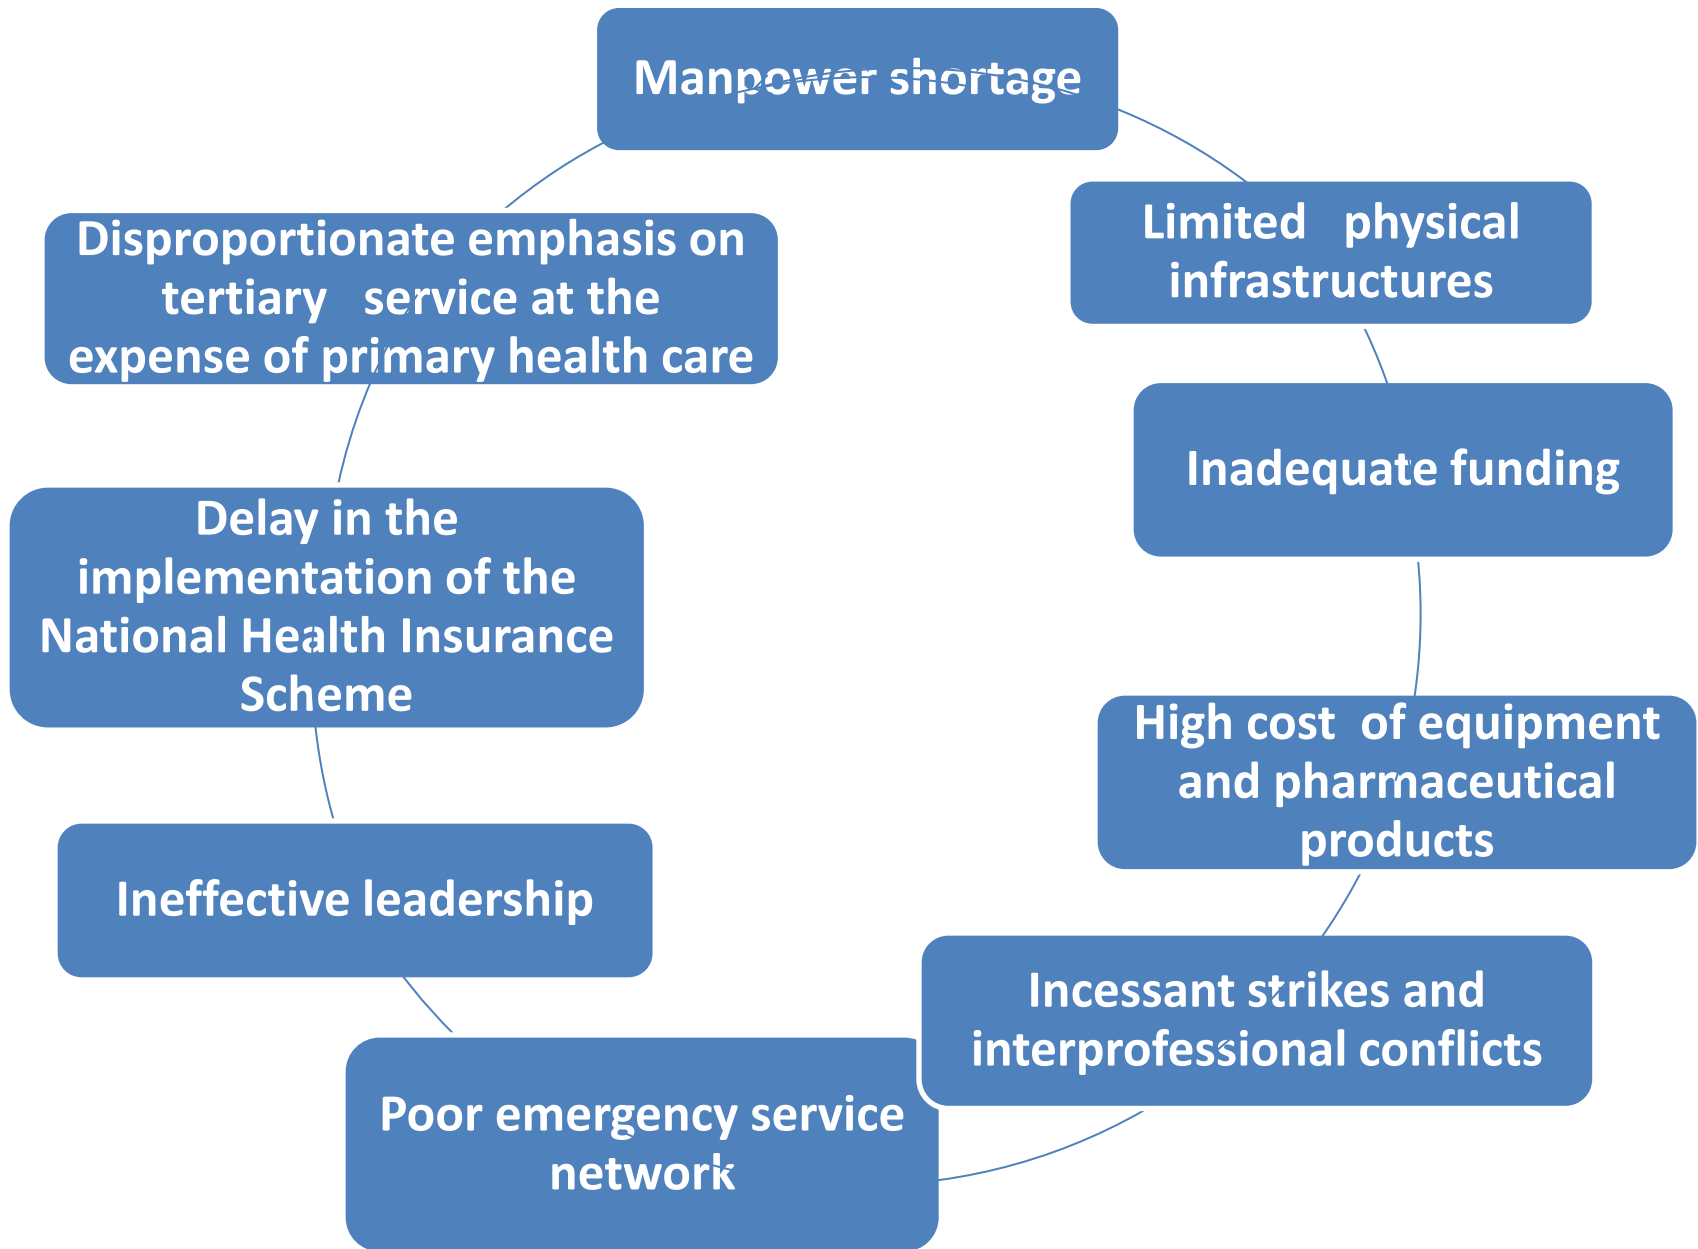 Manpower shortage
Limited physical
infrastructures
Inadequate funding
High cost of equipment
and pharmaceutical
products
Incessant strikes and
interprofessional conflicts
Poor emergency service
network
Ineffective leadership
Delay in the
implementation of the
National Health Insurance
Scheme
Disproportionate emphasis on
tertiary service at the
expense of primary health care